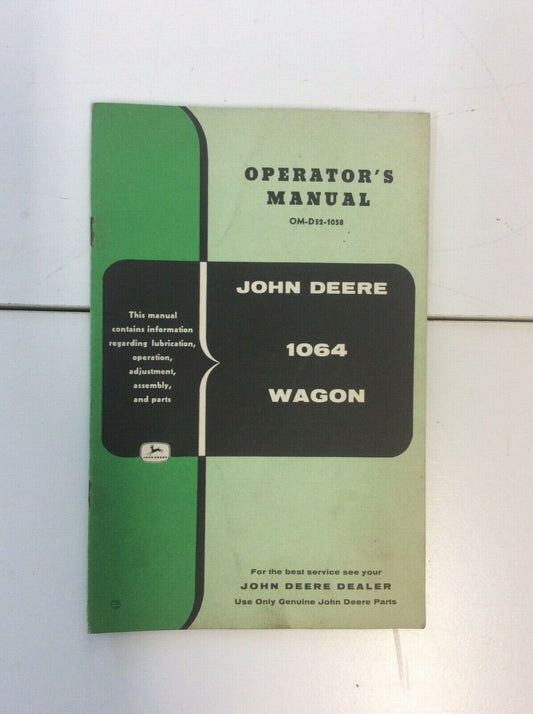 OPERATOR'S
MANUAL
OM-D52-1058
JOHN DEERE
1064
WAGON
This manual
contains information
regarding lubrication,
operation,
adjustment,
assembly,
and parts
JOHN DEERE
For the best service see your
JOHN DEERE DEALER
Use Only Genuine John Deere Parts